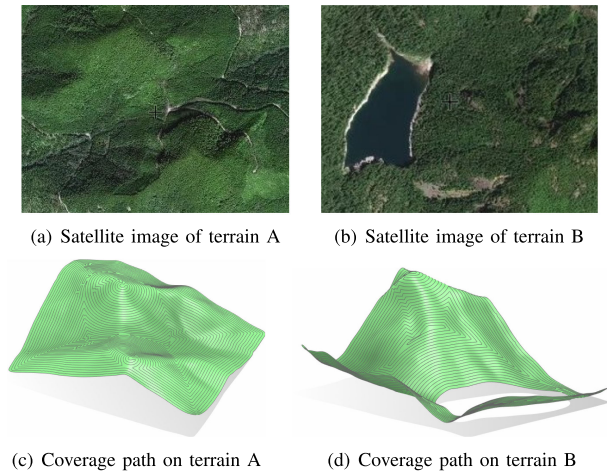 (a) Satellite image of terrain A
(b) Satellite image of terrain B
(c) Coverage path on terrain A
(d) Coverage path on terrain B